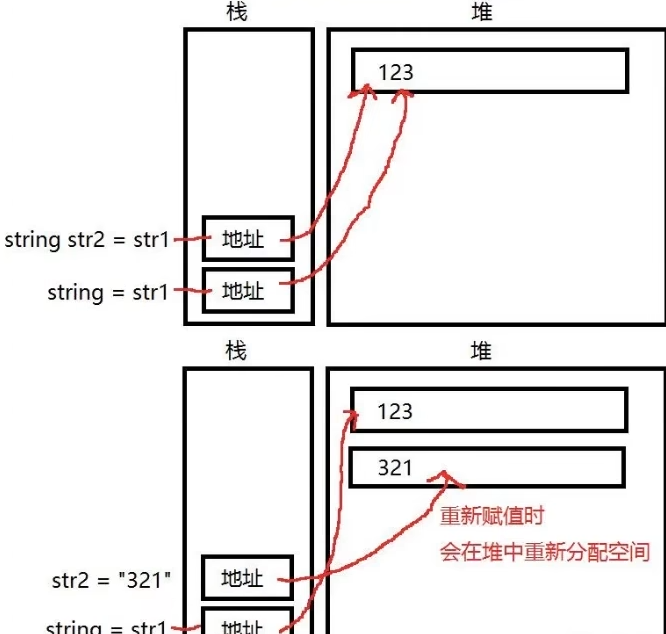 栈 堆
123
string str2 = str1 地址
string = str1 地址
栈 堆
123
321
重新赋值时
会在堆中重新分配空间
str2 = "321" 地址
string = str1 地址